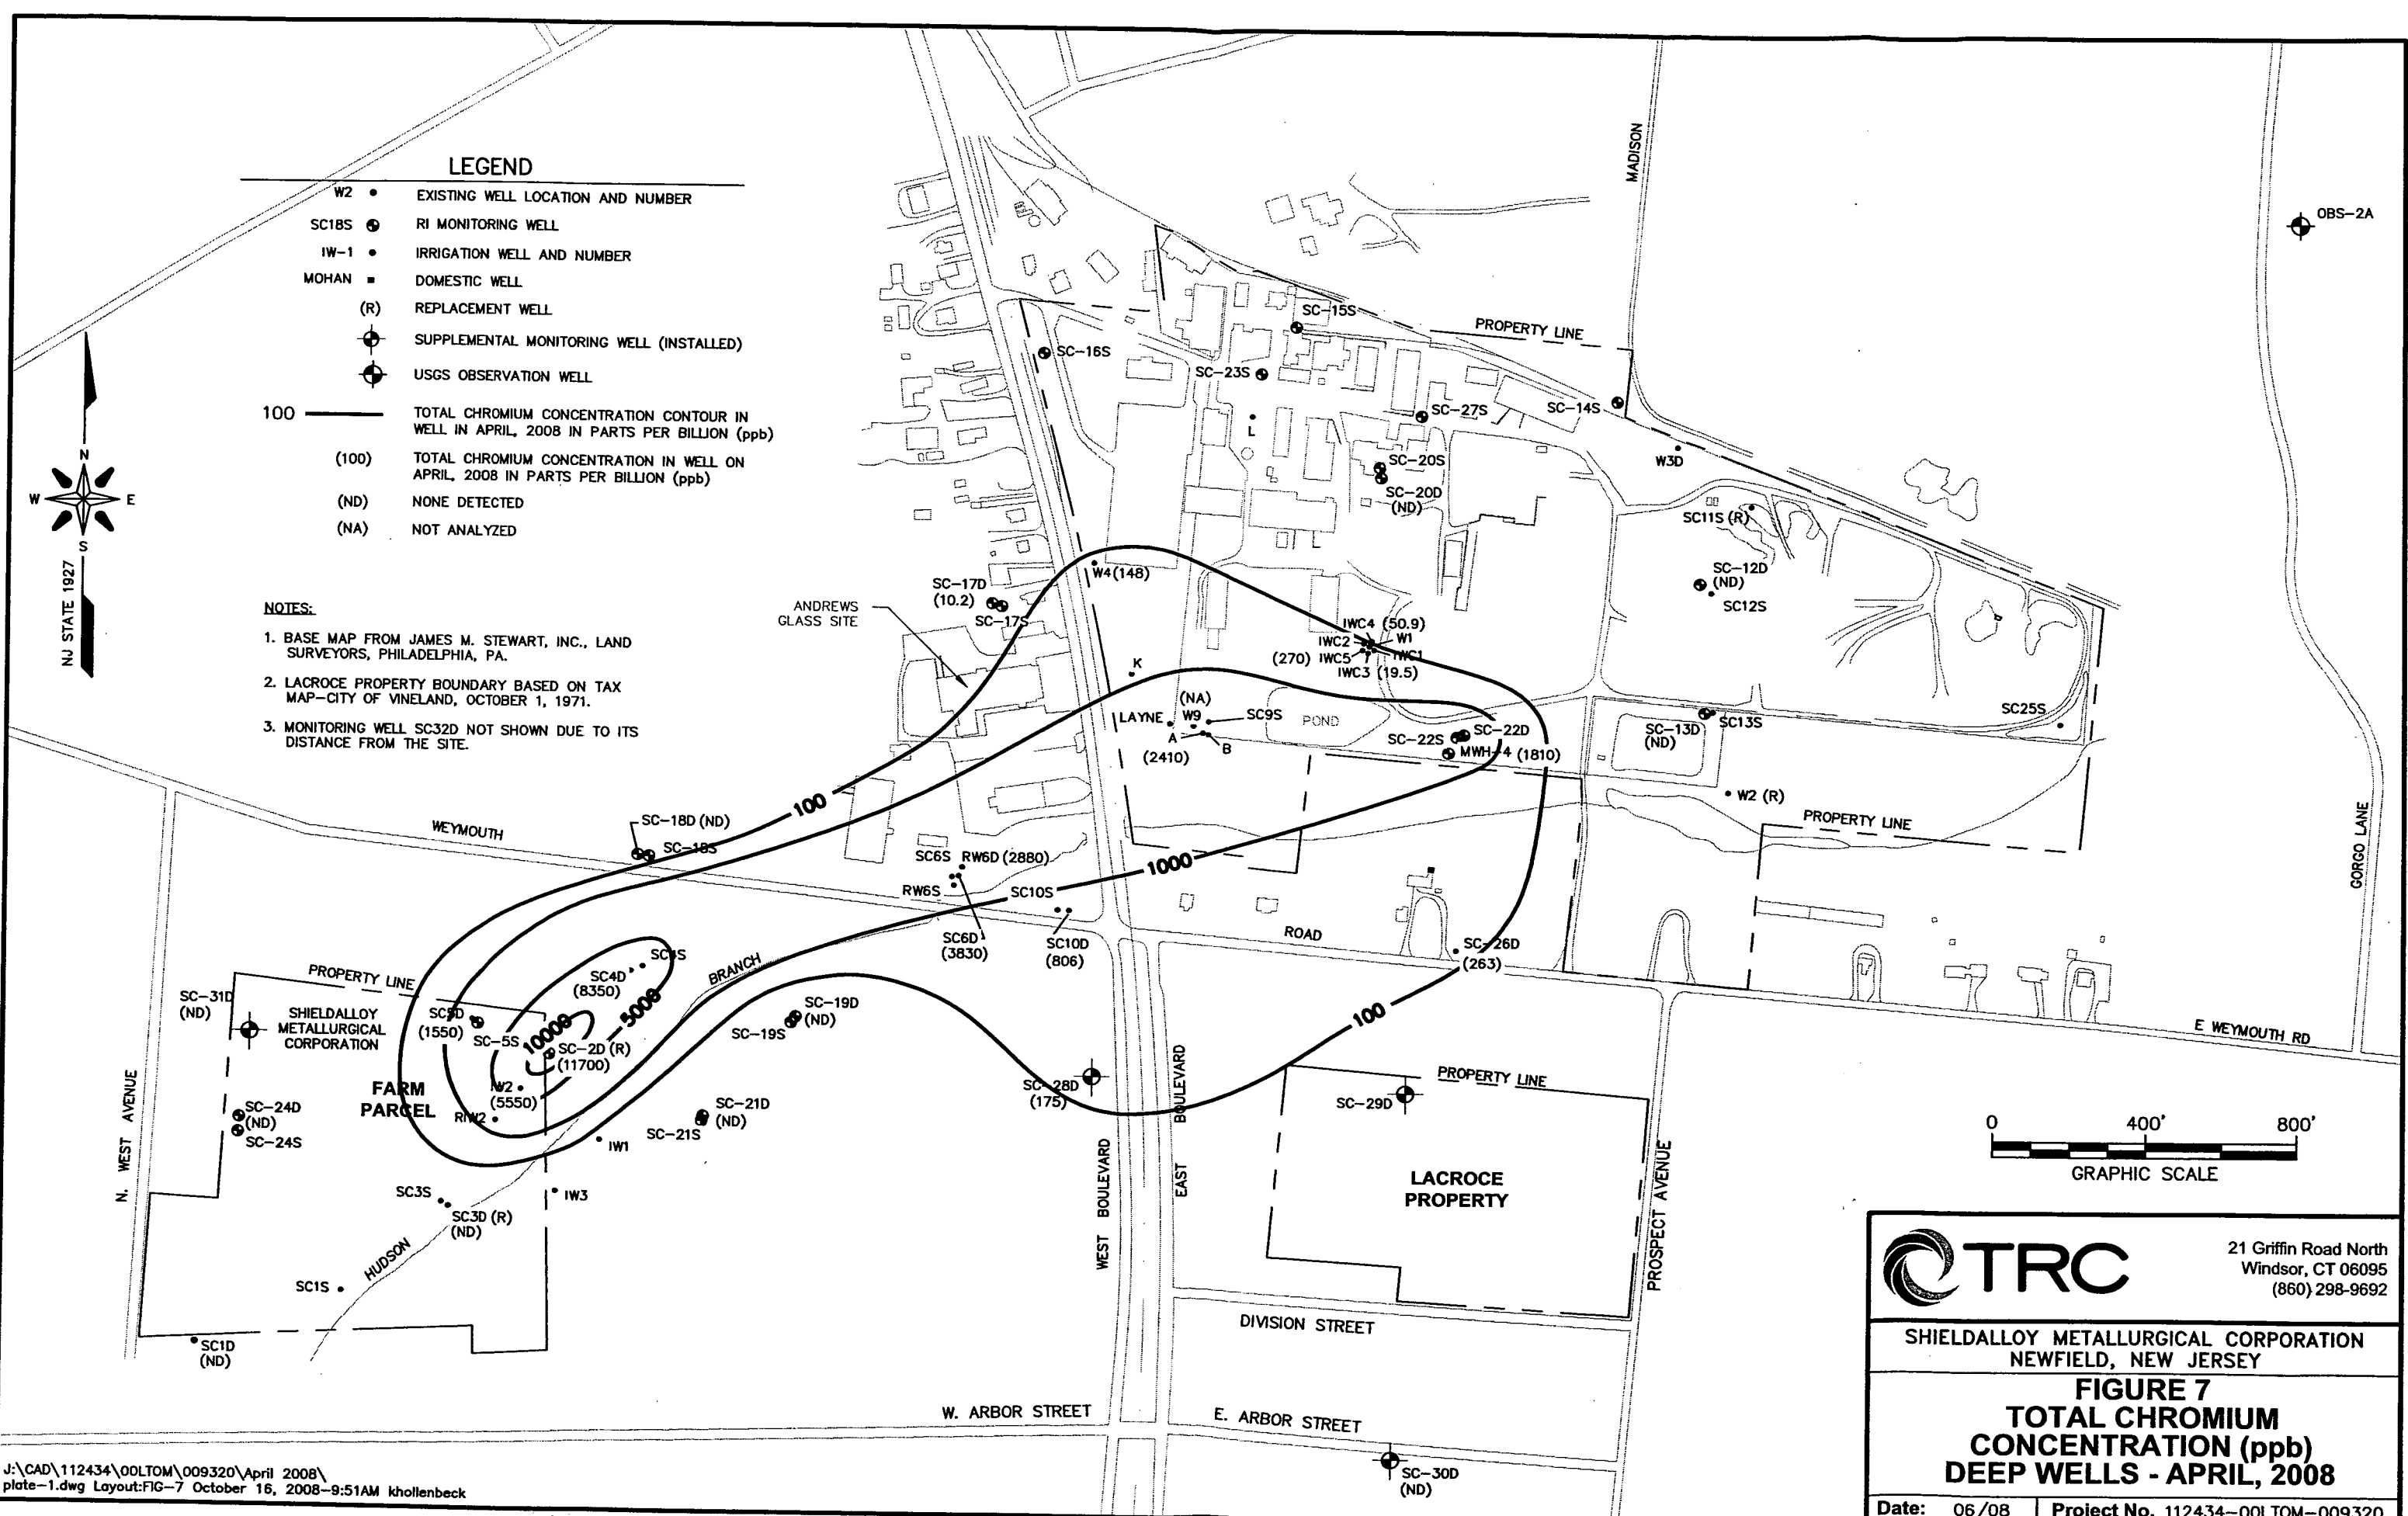 LEGEND
W2 EXISTING WELL LOCATION AND NUMBER
SC18S RI MONITORING WELL
IW-1 IRRIGATION WELL AND NUMBER
MOHAN DOMESTIC WELL
(R) REPLACEMENT WELL
SUPPLEMENTAL MONITORING WELL (INSTALLED)
USGS OBSERVATION WELL
100 TOTAL CHROMIUM CONCENTRATION CONTOUR IN
WELL IN APRIL, 2008 IN PARTS PER BILLION (ppb)
(100) TOTAL CHROMIUM CONCENTRATION IN WELL ON
APRIL, 2008 IN PARTS PER BILLION (ppb)
(ND) NONE DETECTED
(NA) NOT ANALYZED
N
W E
S
NJ STATE 1927
NOTES:
1. BASE MAP FROM JAMES M. STEWART, INC., LAND
SURVEYORS, PHILADELPHIA, PA.
2. LACROCE PROPERTY BOUNDARY BASED ON TAX
MAP-CITY OF VINELAND, OCTOBER 1, 1971.
3. MONITORING WELL SC32D NOT SHOWN DUE TO ITS
DISTANCE FROM THE SITE.
MADISON
OBS-2A
SC-15S
PROPERTY LINE
SC-16S
SC-23S
SC-27S
SC-14S
L
W3D
SC-20S
SC-20D
(ND)
SC11S (R)
SC-12D
(ND)
SC12S
W4 (148)
SC-17D
(10.2)
SC-17S
ANDREWS
GLASS SITE
IWC4 (50.9)
IWC2 W1
(270) IWC5 IWC1
IWC3 (19.5)
K
(NA)
LAYNE W9 SC9S
A B
(2410)
POND
SC-22S SC-22D
MWH-4 (1810)
SC-13D SC13S
(ND)
SC25S
W2 (R)
PROPERTY LINE
GORGO LANE
100
WEYMOUTH
SC-18D (ND)
SC-18S
SC6S RW6D (2880)
RW6S
SC10S
1000
SC6D
(3830)
SC10D
(806)
ROAD
SC-26D
(263)
E WEYMOUTH RD
BRANCH
SC4S
SC4D
(8350)
5000
PROPERTY LINE
SC-31D
(ND)
SHIELDALLOY
METALLURGICAL
CORPORATION
SC5D
(1550)
SC-5S
10000
SC-2D (R)
(11700)
SC-19D
(ND)
SC-19S
100
IW2
(5550)
FARM
PARCEL
RIW2
SC-24D
(ND)
SC-24S
N. WEST AVENUE
SC-21D
(ND)
SC-21S
IW1
SC-28D
(175)
SC-29D
PROPERTY LINE
LACROCE
PROPERTY
WEST BOULEVARD
EAST BOULEVARD
PROSPECT AVENUE
IW3
SC3S
SC3D (R)
(ND)
HUDSON
SC1S
SC1D
(ND)
DIVISION STREET
W. ARBOR STREET
E. ARBOR STREET
SC-30D
(ND)
0 400' 800'
GRAPHIC SCALE
TRC
21 Griffin Road North
Windsor, CT 06095
(860) 298-9692
SHIELDALLOY METALLURGICAL CORPORATION
NEWFIELD, NEW JERSEY
FIGURE 7
TOTAL CHROMIUM
CONCENTRATION (ppb)
DEEP WELLS - APRIL, 2008
Date: 06/08 Project No. 112434-00LTOM-009320
J:\CAD\112434\00LTOM\009320\April 2008\
plate-1.dwg Layout:FIG-7 October 16, 2008-9:51AM khollenbeck